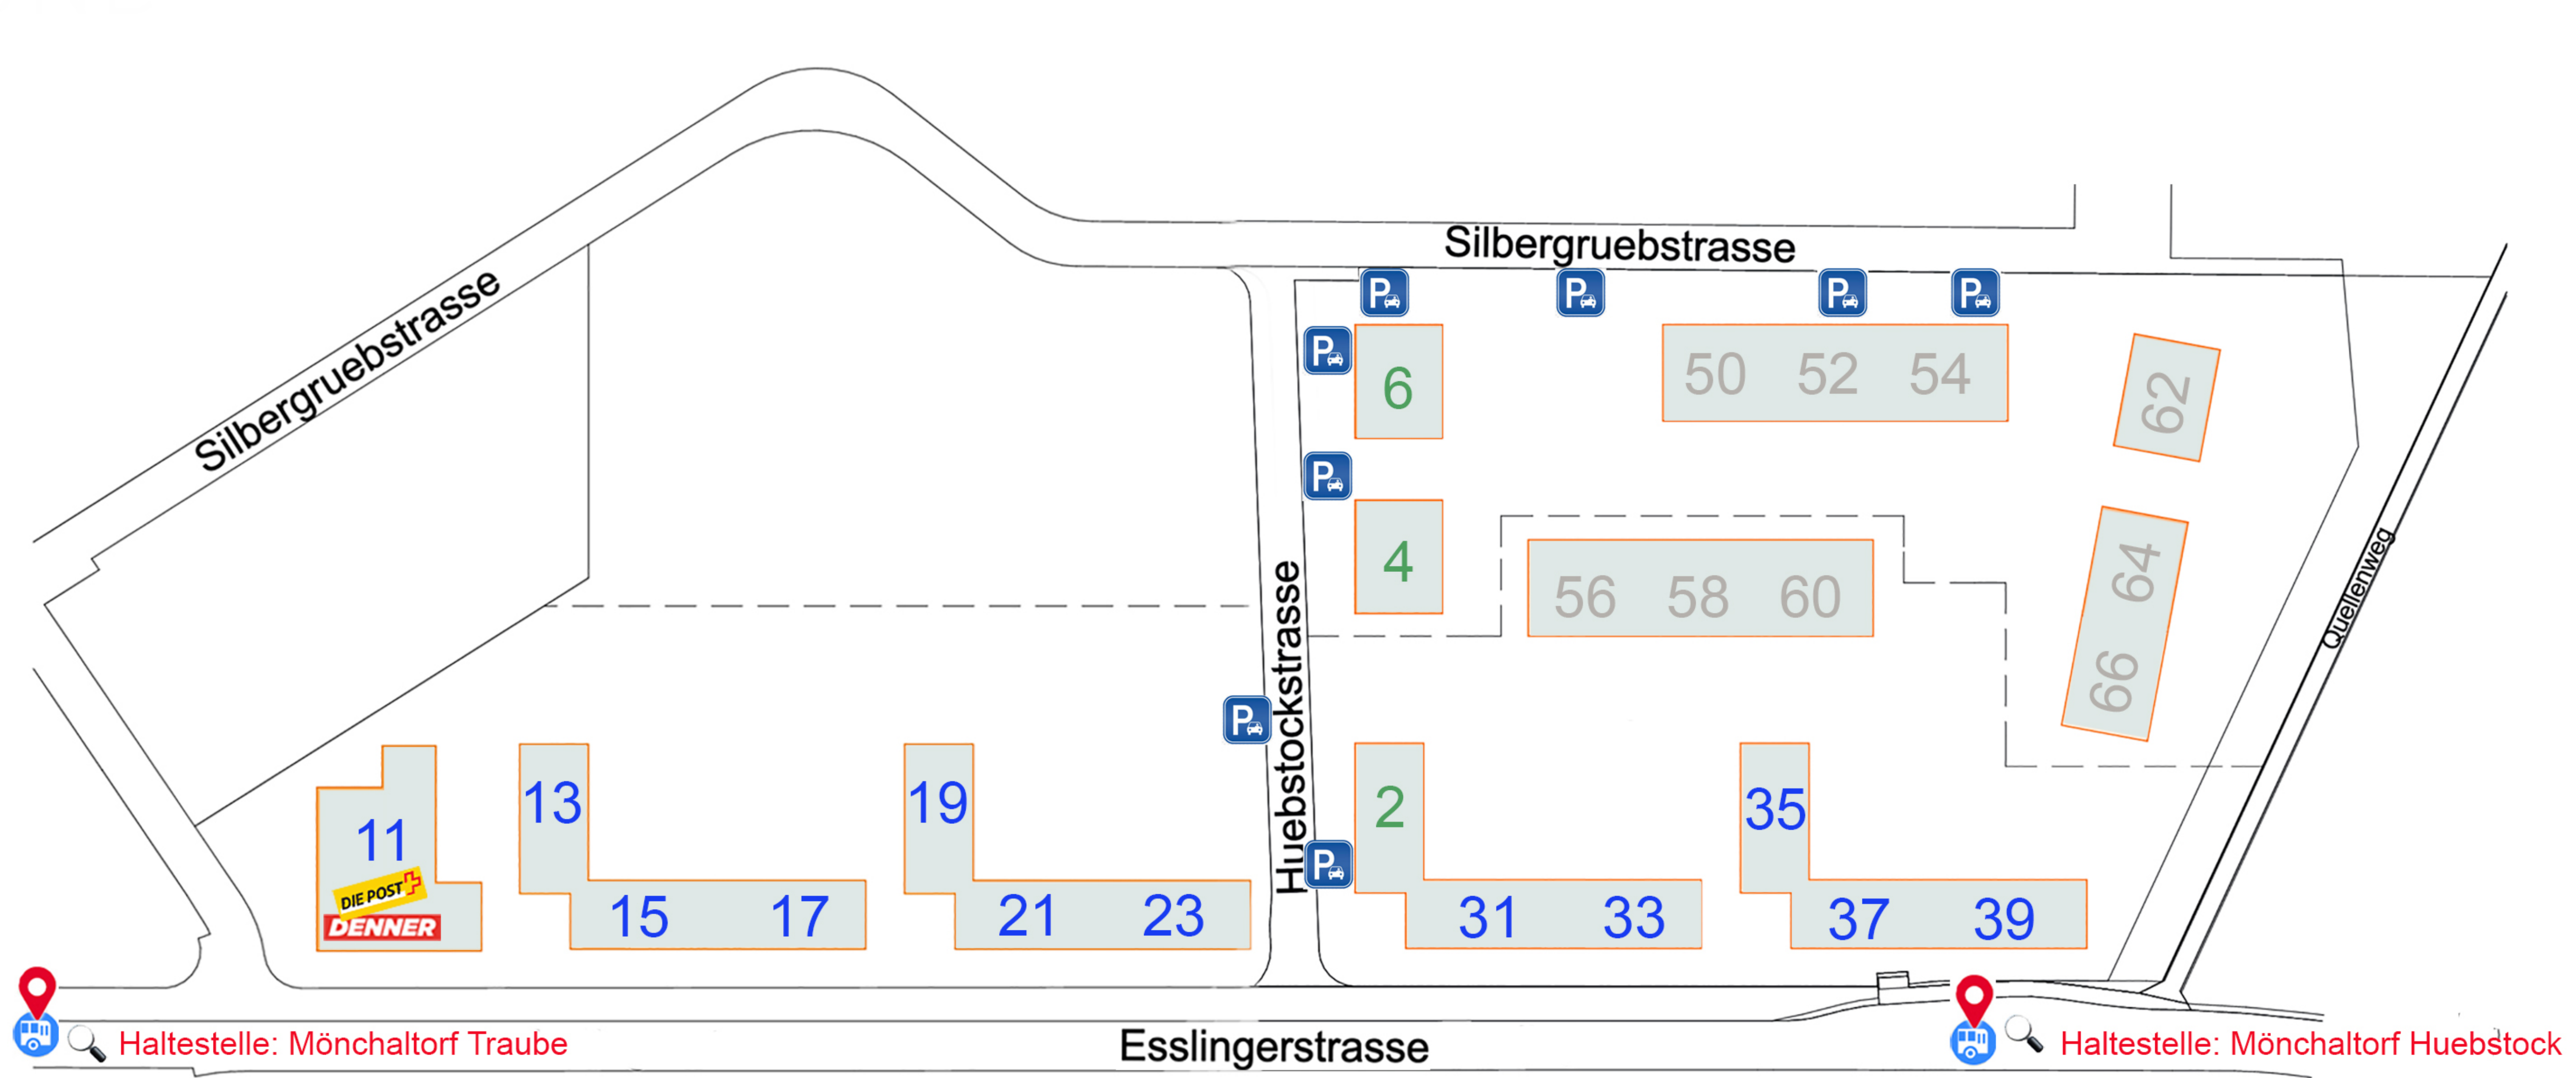 Silbergruebstrasse
Silbergruebstrasse
P
P
P
P
P
6
50 52 54
62
P
4
56 58 60
64
66
Quellenweg
Huebstockstrasse
P
11
DIE POST
DENNER
13
15 17
19
21 23
P
2
31 33
35
37 39
Haltestelle: Mönchaltorf Traube
Esslingerstrasse
Haltestelle: Mönchaltorf Huebstock